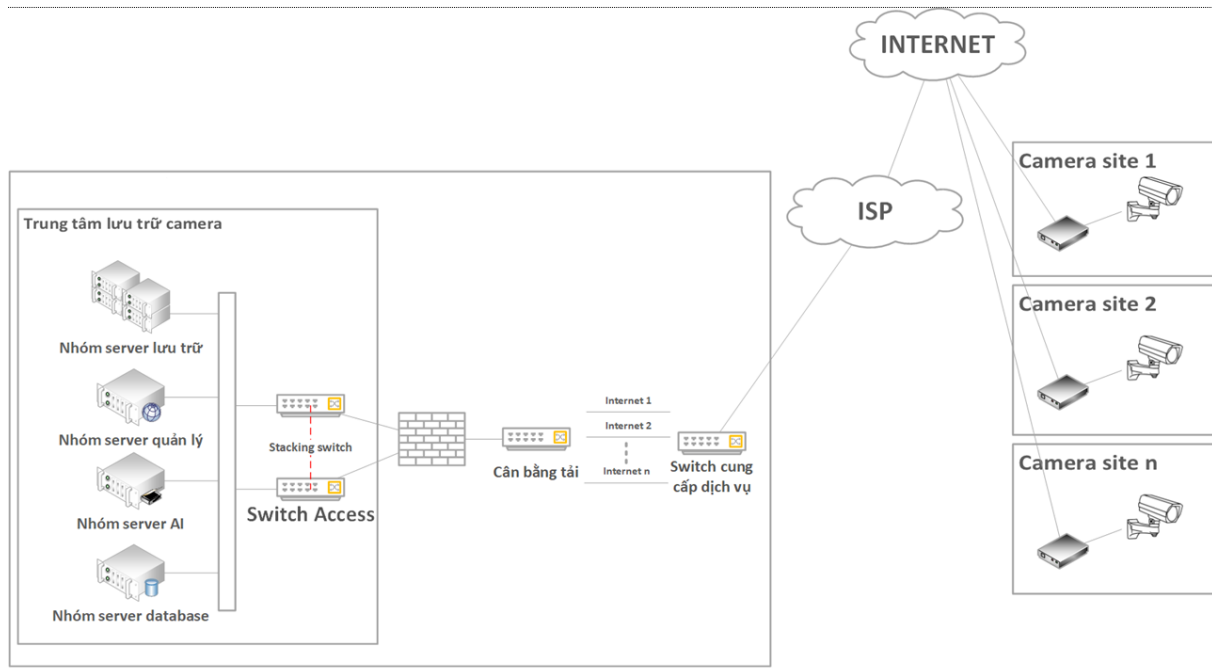 INTERNET
Camera site 1
ISP
Trung tâm lưu trữ camera
Nhóm server lưu trữ
Camera site 2
Internet 1
Nhóm server quản lý
Stacking switch
Internet 2
Internet n
Cân bằng tải
Switch cung
cấp dịch vụ
Camera site n
Switch Access
Nhóm server AI
Nhóm server database